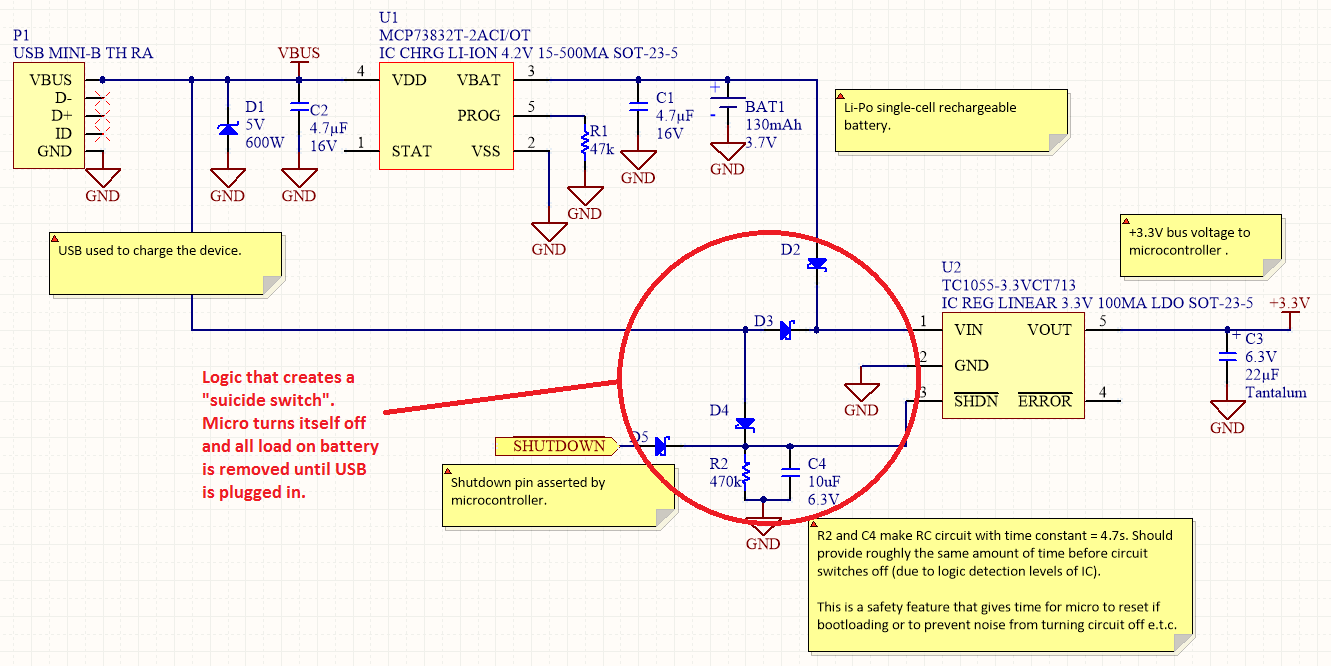 P1
USB MINI-B TH RA
VBUS
D-
D+
ID
GND
GND
VBUS
D1
5V
600W
GND
C2
4.7µF
16V
GND
U1
MCP73832T-2ACI/OT
IC CHRG LI-ION 4.2V 15-500MA SOT-23-5
4
VDD
VBAT
3
PROG
5
1
STAT
VSS
2
R1
47k
GND
GND
C1
4.7µF
16V
GND
+
-
BAT1
130mAh
3.7V
GND
Li-Po single-cell rechargeable
battery.
USB used to charge the device.
D2
D3
+3.3V bus voltage to
microcontroller .
U2
TC1055-3.3VCT713
IC REG LINEAR 3.3V 100MA LDO SOT-23-5
+3.3V
1
VIN
VOUT
5
2
GND
3
SHDN
ERROR
4
GND
+
C3
6.3V
22µF
Tantalum
GND
Logic that creates a
"suicide switch".
Micro turns itself off
and all load on battery
is removed until USB
is plugged in.
D4
SHUTDOWN
D5
R2
470k
C4
10uF
6.3V
GND
Shutdown pin asserted by
microcontroller.
R2 and C4 make RC circuit with time constant = 4.7s. Should
provide roughly the same amount of time before circuit
switches off (due to logic detection levels of IC).
This is a safety feature that gives time for micro to reset if
bootloading or to prevent noise from turning circuit off e.t.c.